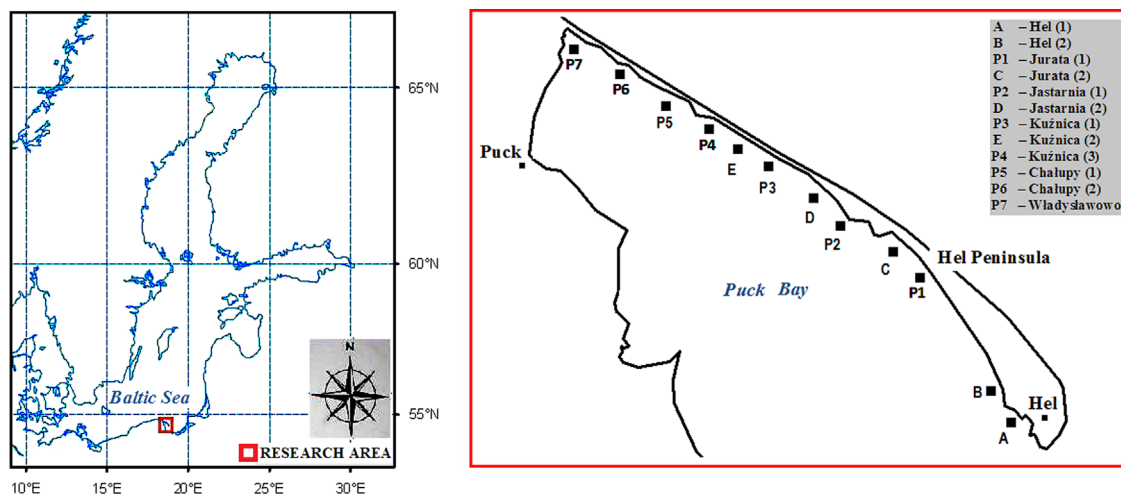 65°N
60°N
55°N
N
Baltic Sea
RESEARCH AREA
10°E 15°E 20°E 25°E 30°E
A – Hel (1)
B – Hel (2)
P1 – Jurata (1)
C – Jurata (2)
P2 – Jastarnia (1)
D – Jastarnia (2)
P3 – Kuźnica (1)
E – Kuźnica (2)
P4 – Kuźnica (3)
P5 – Chałupy (1)
P6 – Chałupy (2)
P7 – Władysławowo
P7
P6
P5
P4
E
P3
D
P2
C
P1
B
A
Puck
Hel Peninsula
Puck Bay
Hel